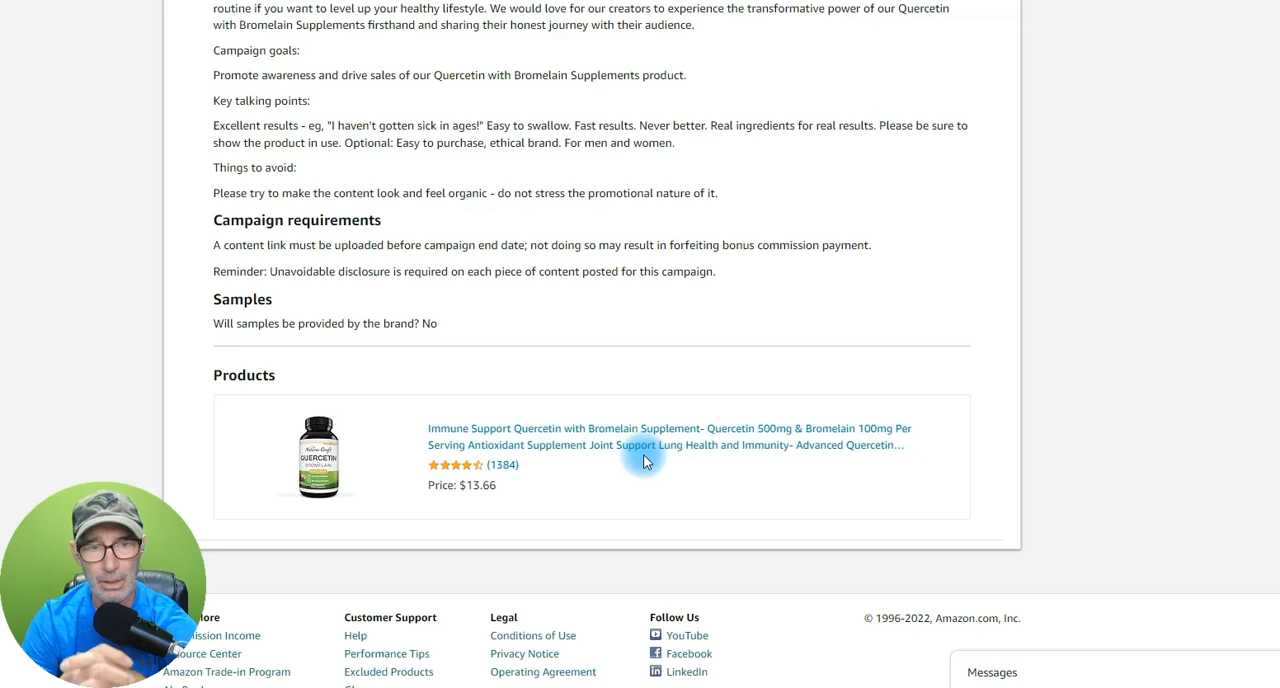 routine if you want to level up your healthy lifestyle. We would love for our creators to experience the transformative power of our Quercetin
with Bromelain Supplements firsthand and sharing their honest journey with their audience.
Campaign goals:
Promote awareness and drive sales of our Quercetin with Bromelain Supplements product.
Key talking points:
Excellent results - eg, "I haven't gotten sick in ages!" Easy to swallow. Fast results. Never better. Real ingredients for real results. Please be sure to
show the product in use. Optional: Easy to purchase, ethical brand. For men and women.
Things to avoid:
Please try to make the content look and feel organic - do not stress the promotional nature of it.
Campaign requirements
A content link must be uploaded before campaign end date; not doing so may result in forfeiting bonus commission payment.
Reminder: Unavoidable disclosure is required on each piece of content posted for this campaign.
Samples
Will samples be provided by the brand? No
Products
Immune Support Quercetin with Bromelain Supplement- Quercetin 500mg & Bromelain 100mg Per
Serving Antioxidant Supplement Joint Support Lung Health and Immunity- Advanced Quercetin...
(1384)
Price: $13.66
Nature's Craft
QUERCETIN
BROMELAIN
Customer Support
Help
Performance Tips
Excluded Products
Legal
Conditions of Use
Privacy Notice
Operating Agreement
Follow Us
YouTube
Facebook
LinkedIn
© 1996-2022, Amazon.com, Inc.
Income
Center
Amazon Trade-in Program
Messages